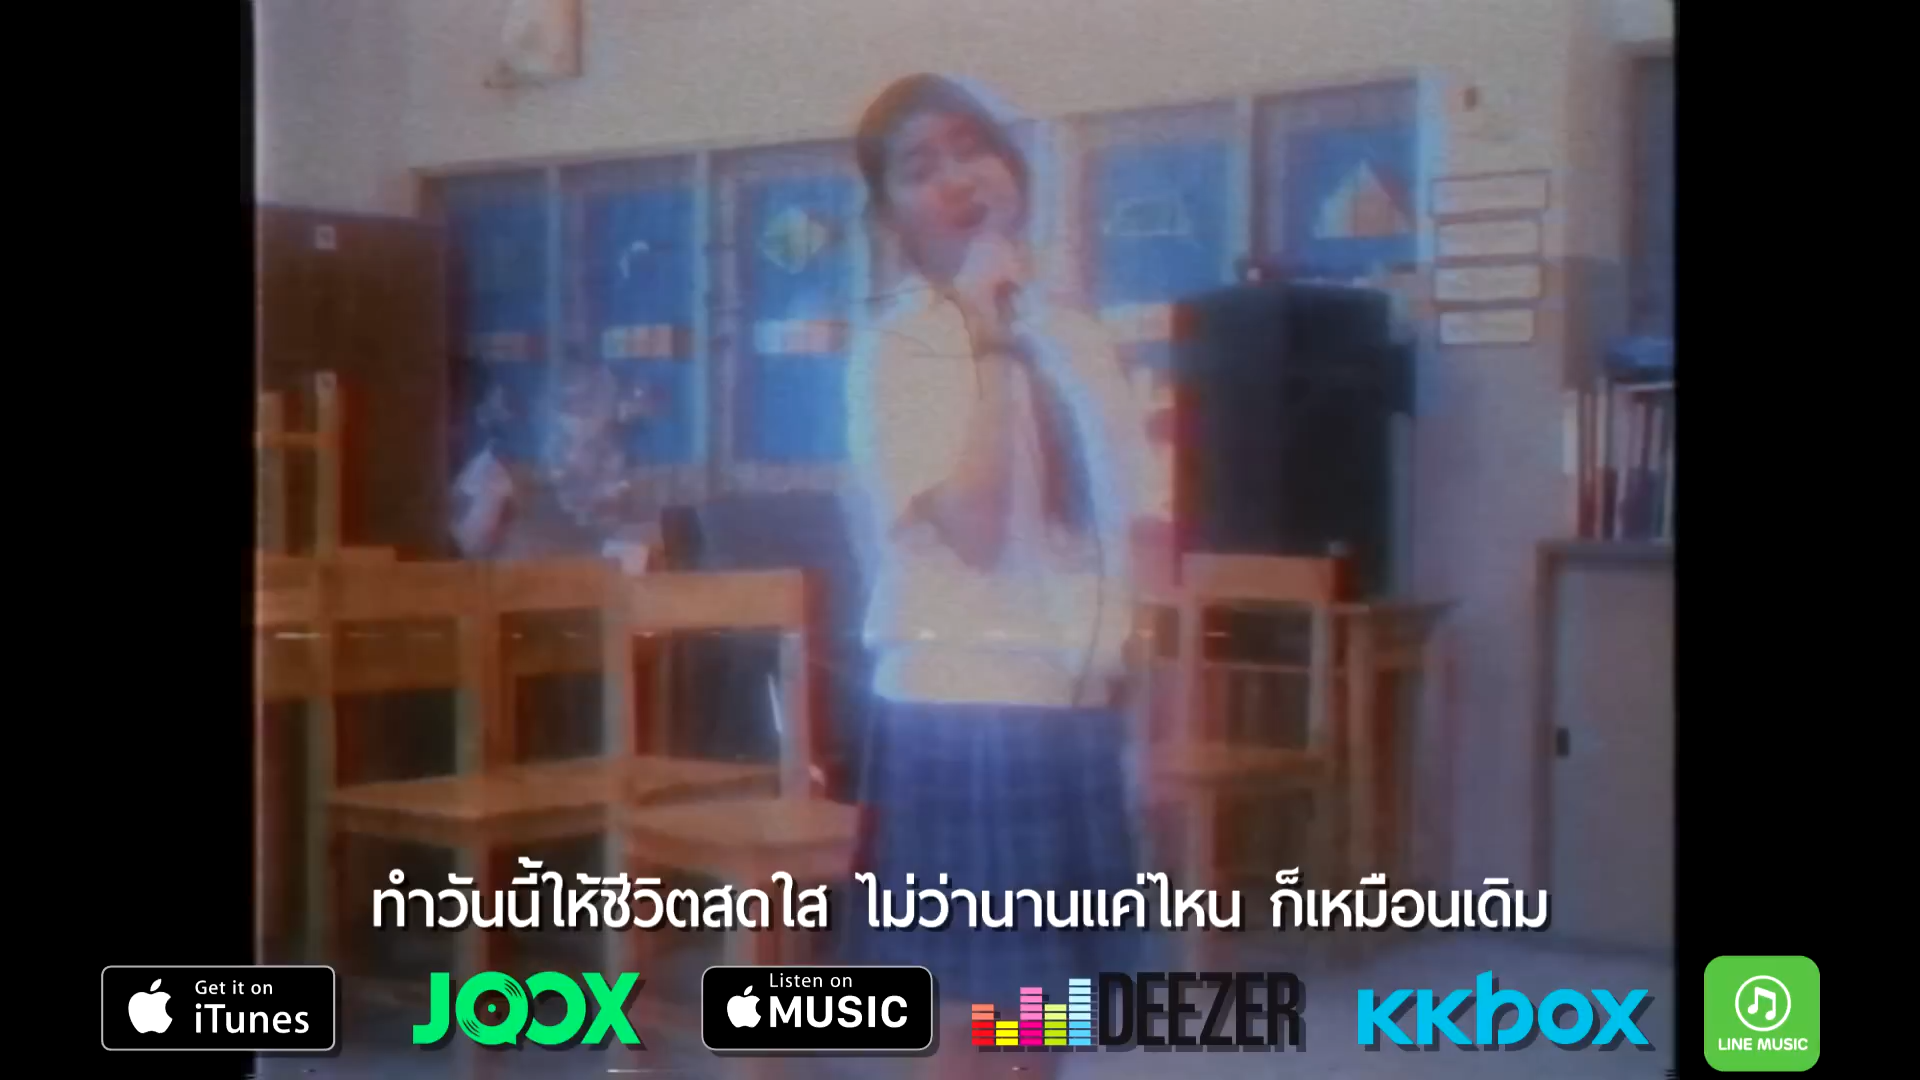 ทำวันนี้ให้ชีวิตสดใส ไม่ว่านานแค่ไหน ก็เหมือนเดิม
Get it on
iTunes
JOOX
Listen on
MUSIC
DEEZER
KKBOX
LINE MUSIC